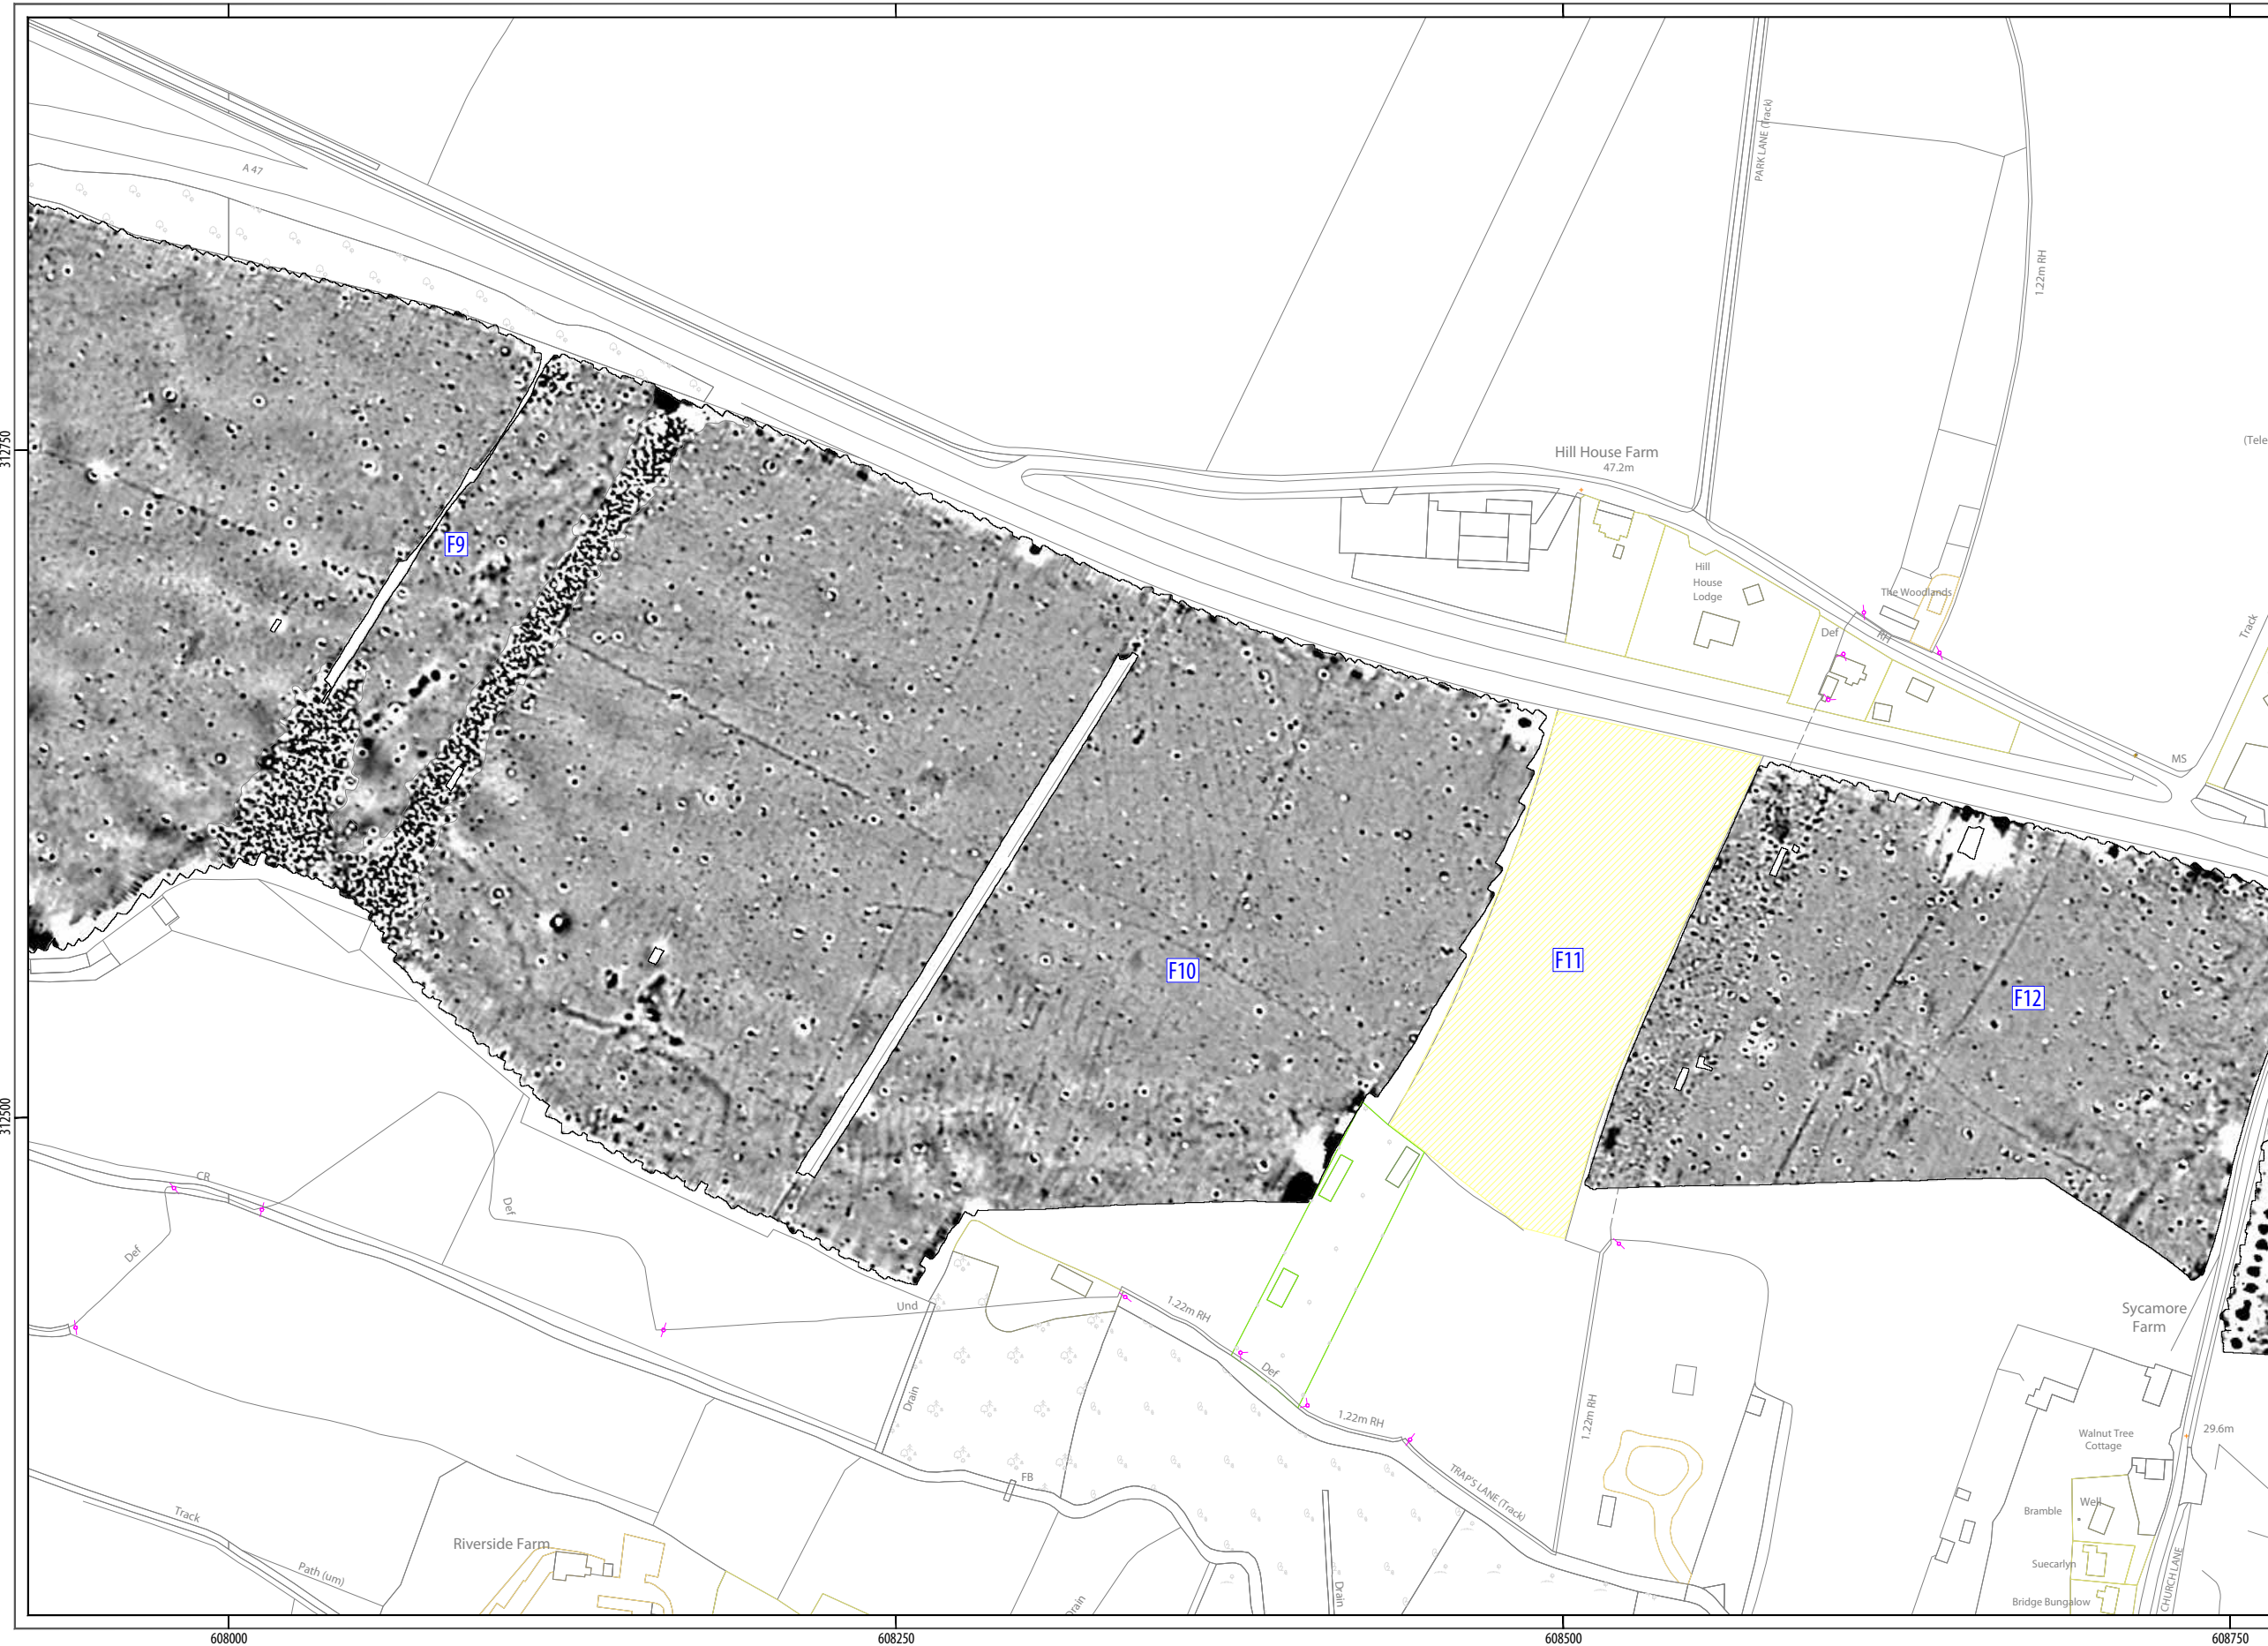 A 47
PARK LANE (Track)
1.22m RH
(Tele
312750
Hill House Farm
47.2m
F9
Hill
House
Lodge
The Woodlands
Def
RH
Track
MS
F10
F11
F12
312500
CR
Def
Def
Und
1.22m RH
Def
Drain
1.22m RH
1.22m RH
Sycamore
Farm
29.6m
Walnut Tree
Cottage
FB
TRAP'S LANE (Track)
Track
Riverside Farm
Path (um)
Drain
Drain
Bramble
Well
Suecarlyn
CHURCH LANE
Bridge Bungalow
608000
608250
608500
608750